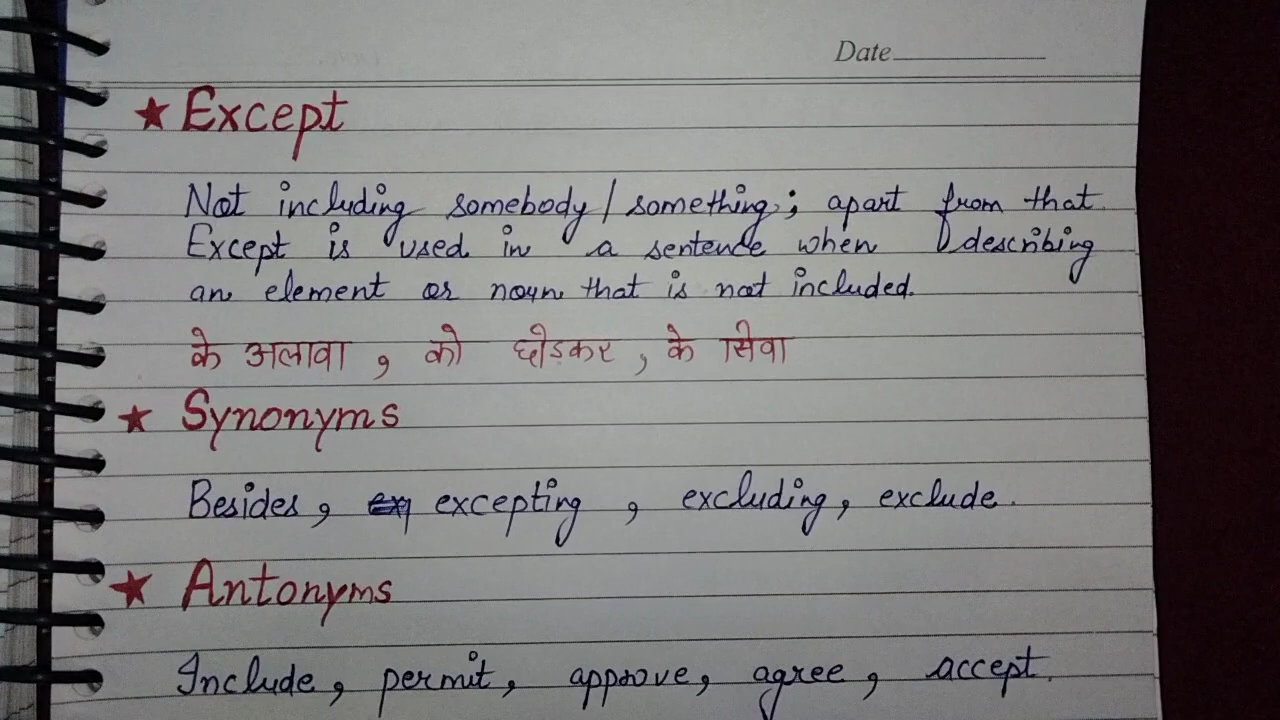 Date
★ Except
Not including somebody/something; apart from that.
Except is used in a sentence when describing
an element or noun that is not included.
के अलावा, को छोड़कर, के सिवा
★ Synonyms
Besides, excepting, excluding, exclude.
★ Antonyms
Include, permit, approve, agree, accept.